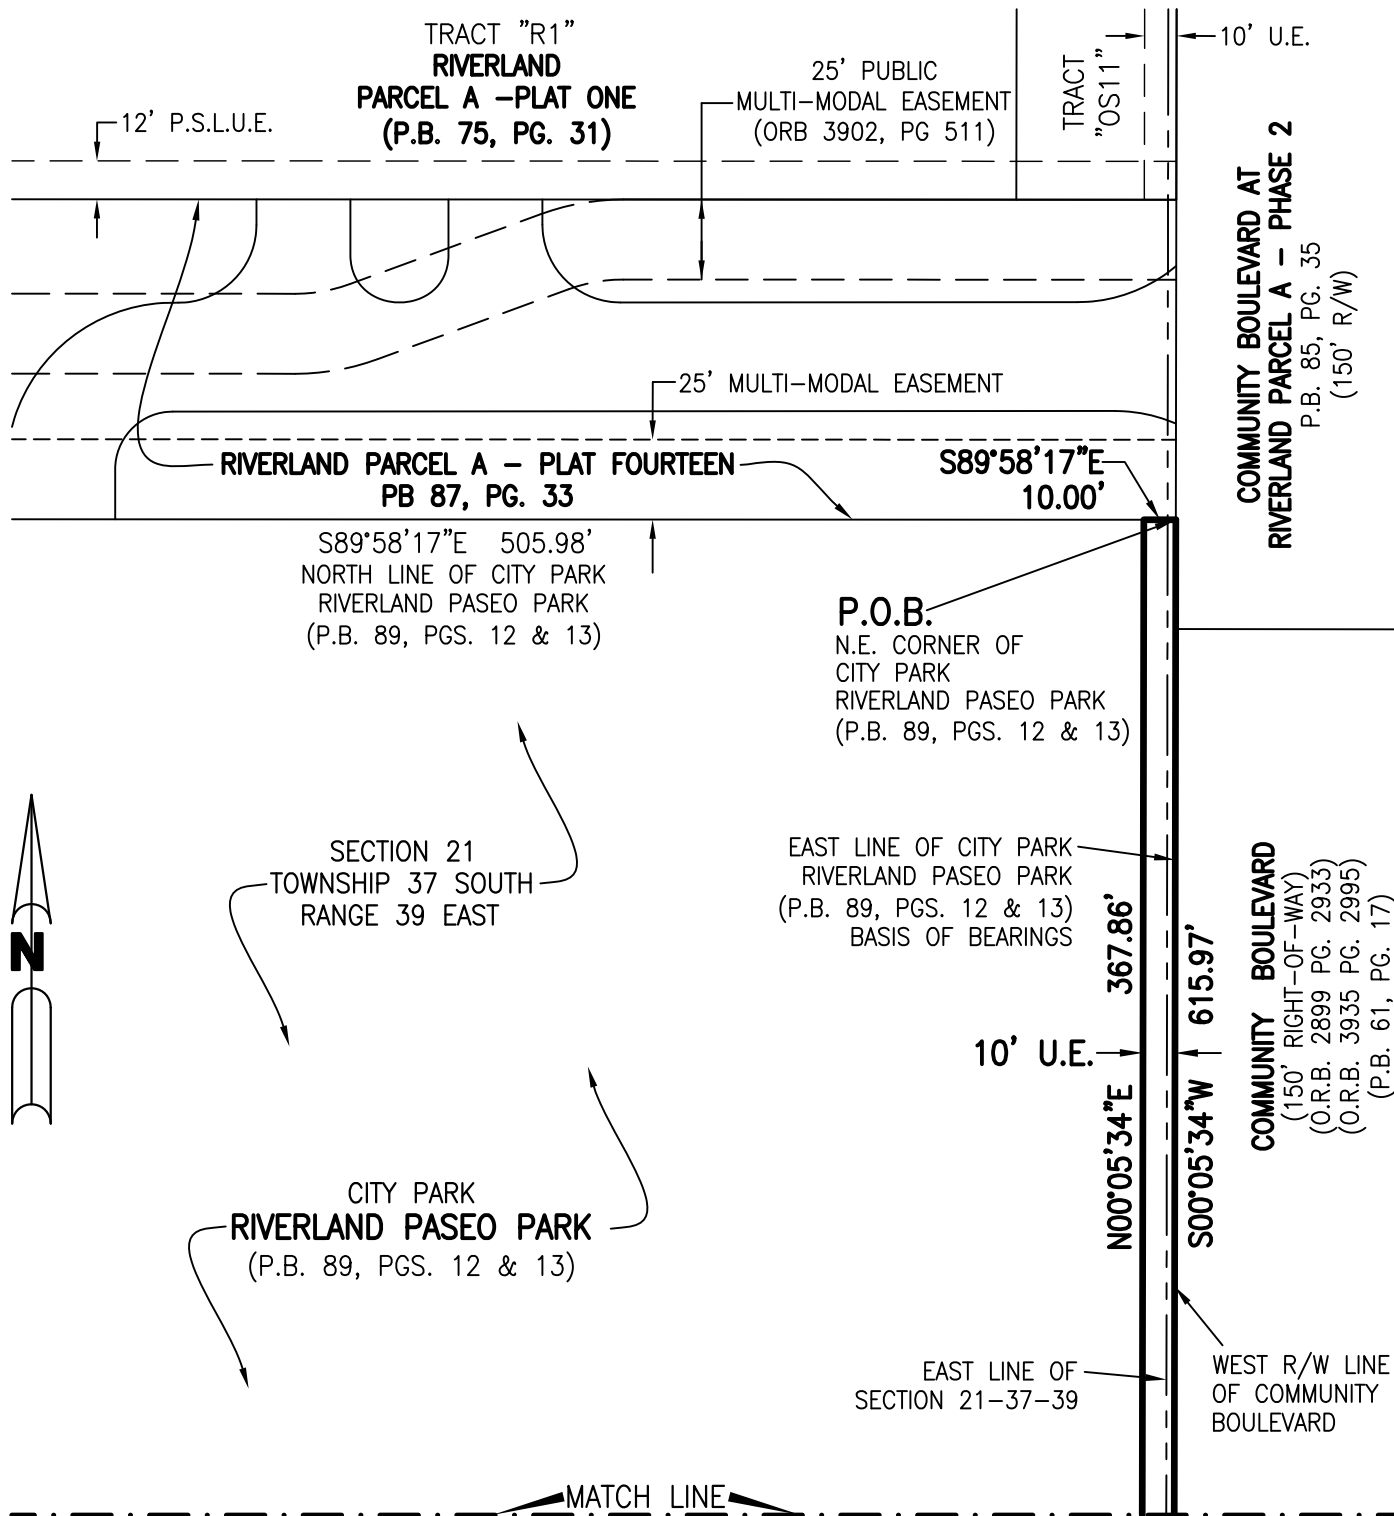 TRACT "R1"
RIVERLAND
PARCEL A -PLAT ONE
(P.B. 75, PG. 31)
12' P.S.L.U.E.
25' PUBLIC
MULTI-MODAL EASEMENT
(ORB 3902, PG 511)
TRACT
"OS11"
10' U.E.
COMMUNITY BOULEVARD AT
RIVERLAND PARCEL A - PHASE 2
P.B. 85, PG. 35
(150' R/W)
25' MULTI-MODAL EASEMENT
RIVERLAND PARCEL A - PLAT FOURTEEN
PB 87, PG. 33
S89°58'17"E
10.00'
S89°58'17"E 505.98'
NORTH LINE OF CITY PARK
RIVERLAND PASEO PARK
(P.B. 89, PGS. 12 & 13)
P.O.B.
N.E. CORNER OF
CITY PARK
RIVERLAND PASEO PARK
(P.B. 89, PGS. 12 & 13)
SECTION 21
TOWNSHIP 37 SOUTH
RANGE 39 EAST
EAST LINE OF CITY PARK
RIVERLAND PASEO PARK
(P.B. 89, PGS. 12 & 13)
BASIS OF BEARINGS
N00°05'34"E 367.86'
S00°05'34"W 615.97'
10' U.E.
COMMUNITY BOULEVARD
(150' RIGHT-OF-WAY)
(O.R.B. 2899 PG. 2933)
(O.R.B. 3935 PG. 2995)
(P.B. 61, PG. 17)
N
CITY PARK
RIVERLAND PASEO PARK
(P.B. 89, PGS. 12 & 13)
EAST LINE OF
SECTION 21-37-39
WEST R/W LINE
OF COMMUNITY
BOULEVARD
MATCH LINE